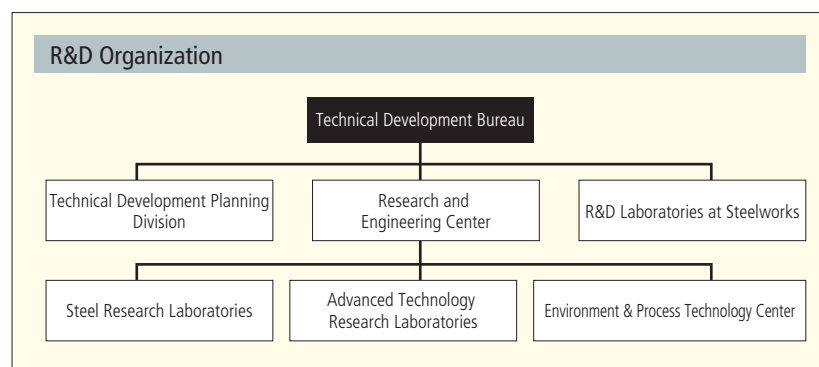 R&D Organization
Technical Development Bureau
Technical Development Planning
Division
Research and
Engineering Center
R&D Laboratories at Steelworks
Steel Research Laboratories
Advanced Technology
Research Laboratories
Environment & Process Technology Center